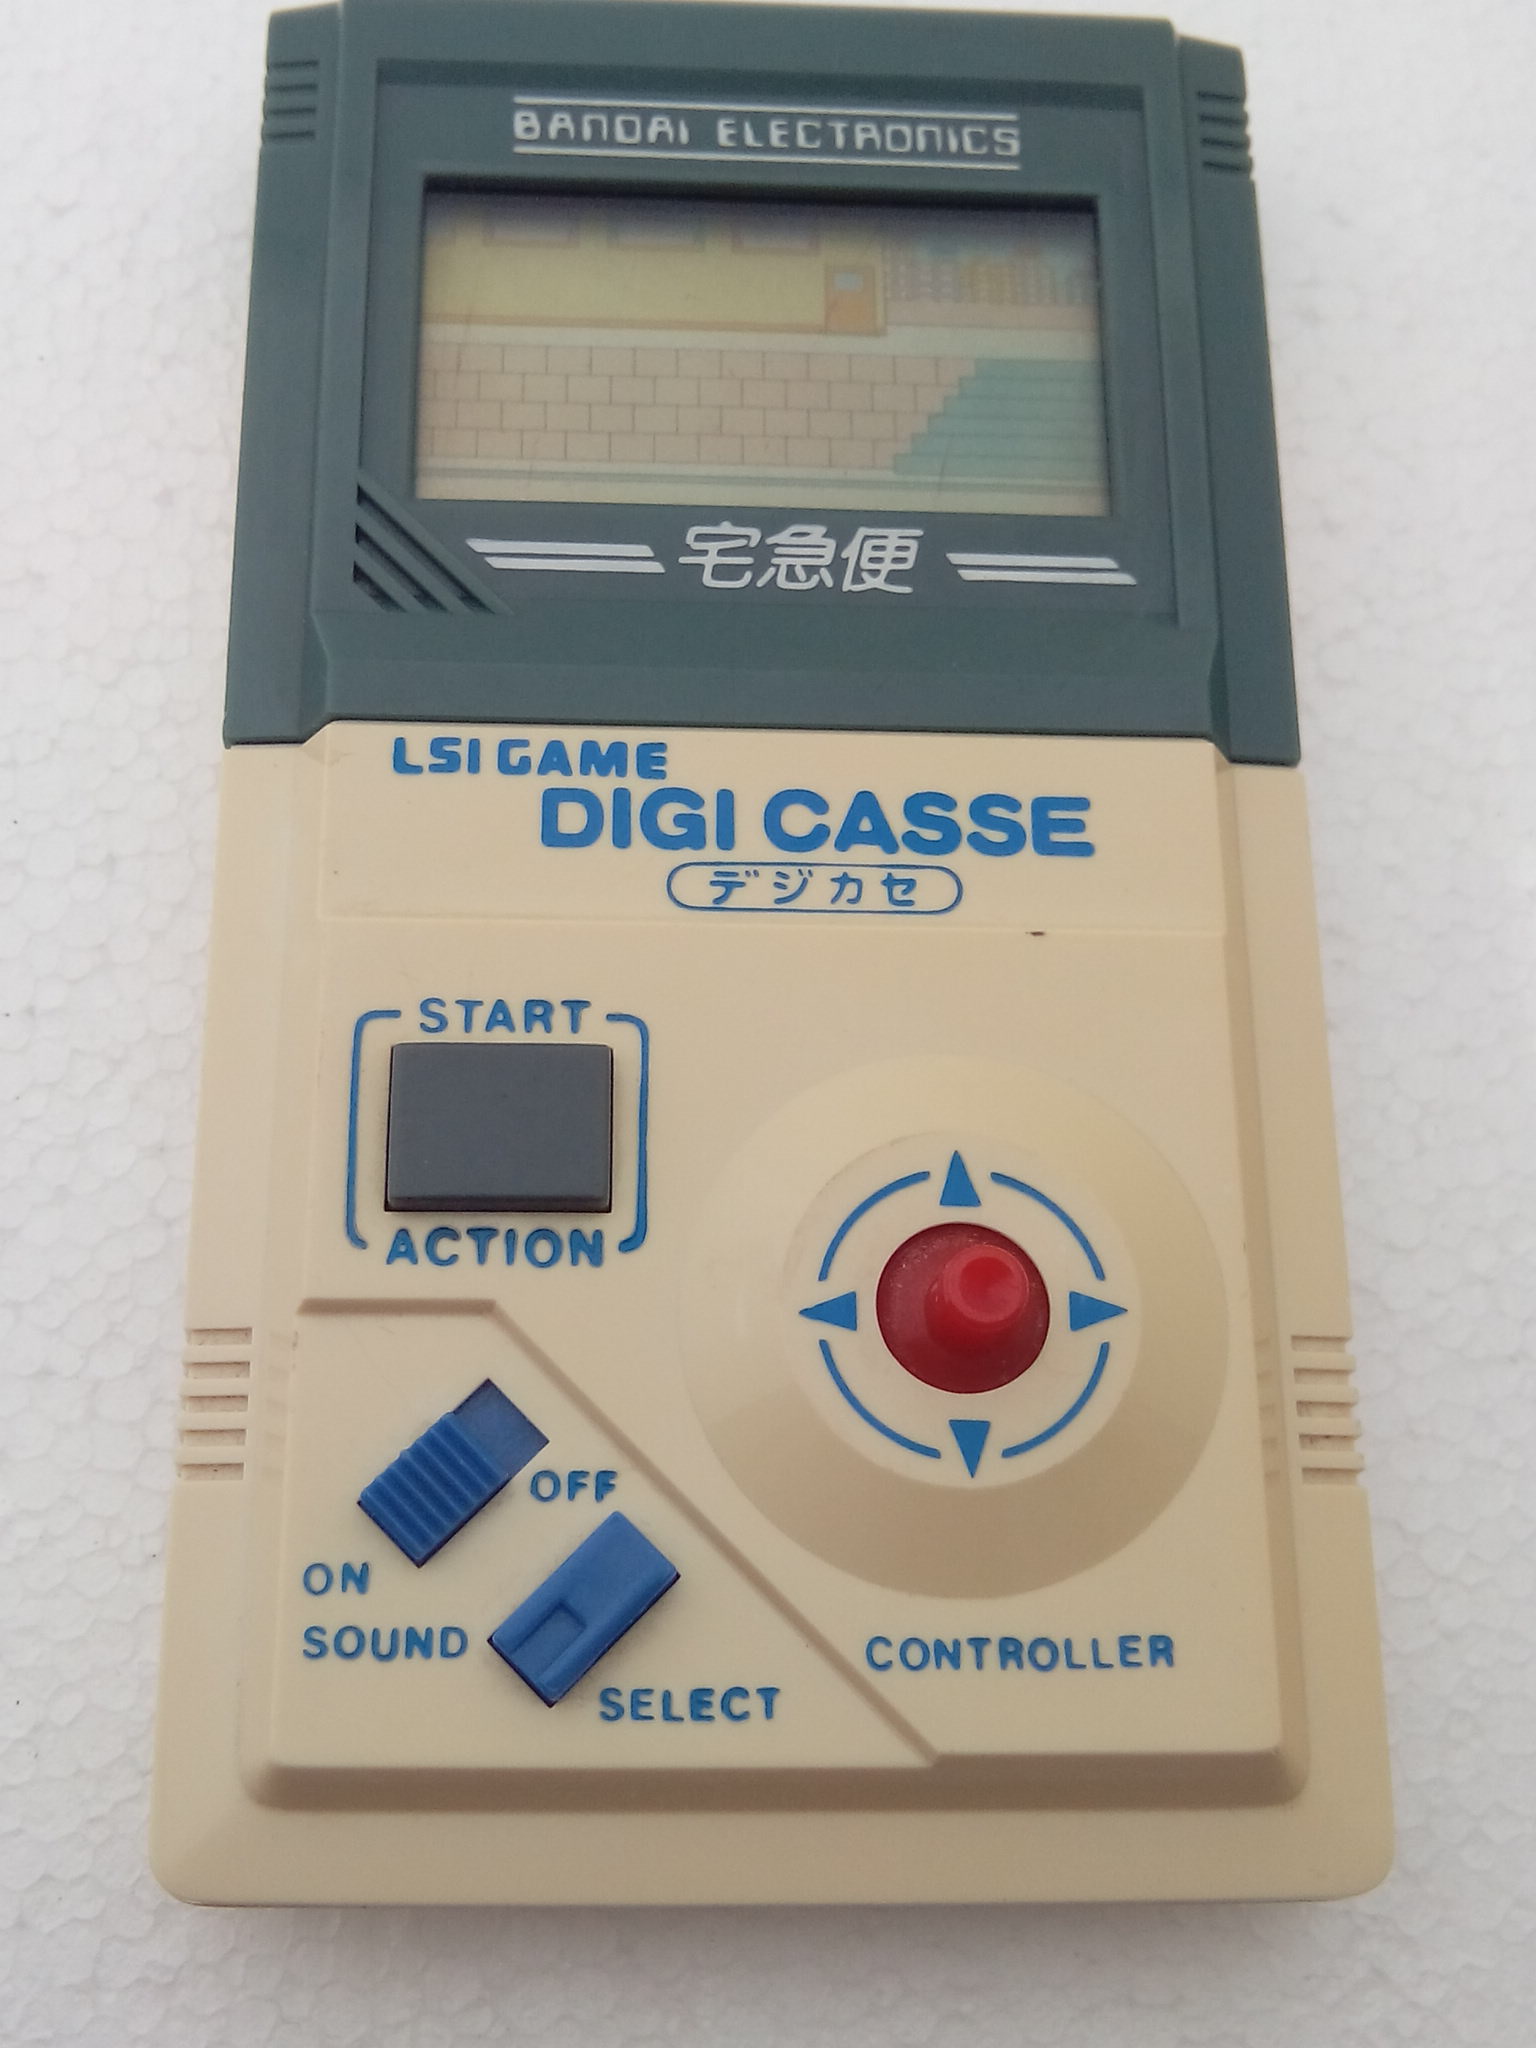 BANDAI ELECTRONICS
宅急便
LSI GAME
DIGI CASSE
デジカセ
START
ACTION
OFF
ON
SOUND
SELECT
CONTROLLER